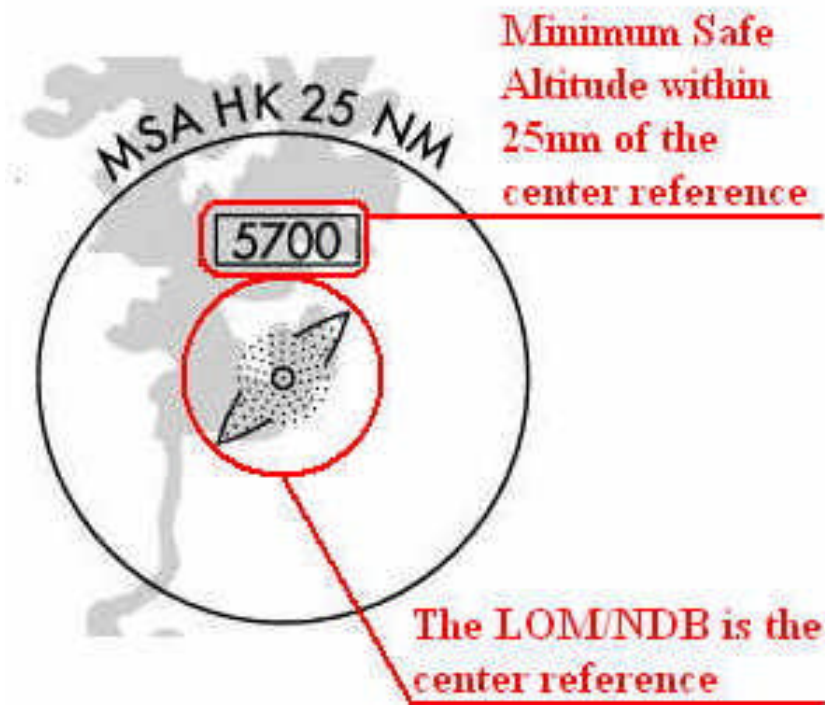 Minimum Safe
Altitude within
25nm of the
center reference
MSA HK 25 NM
5700
The LOM/NDB is the
center reference